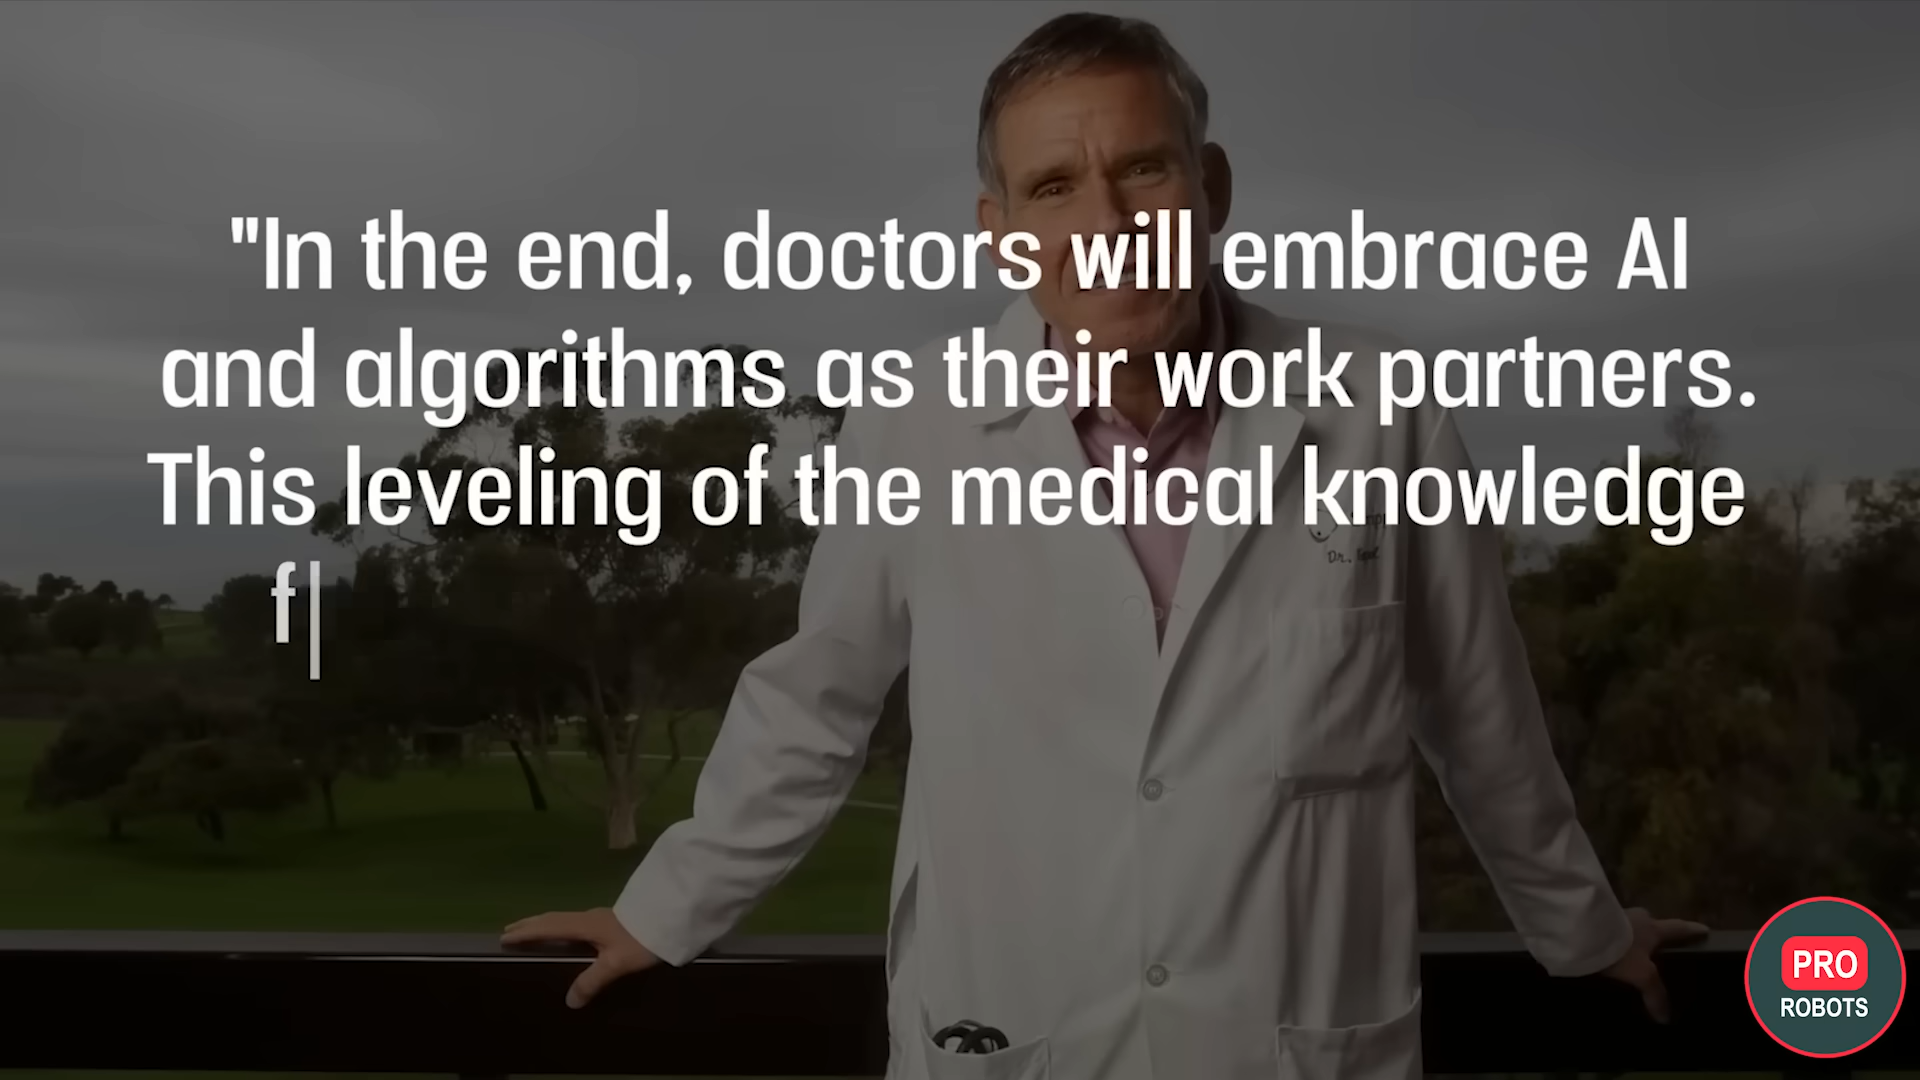 "In the end, doctors will embrace AI
and algorithms as their work partners.
This leveling of the medical knowledge
f
Dr.
PRO
ROBOTS